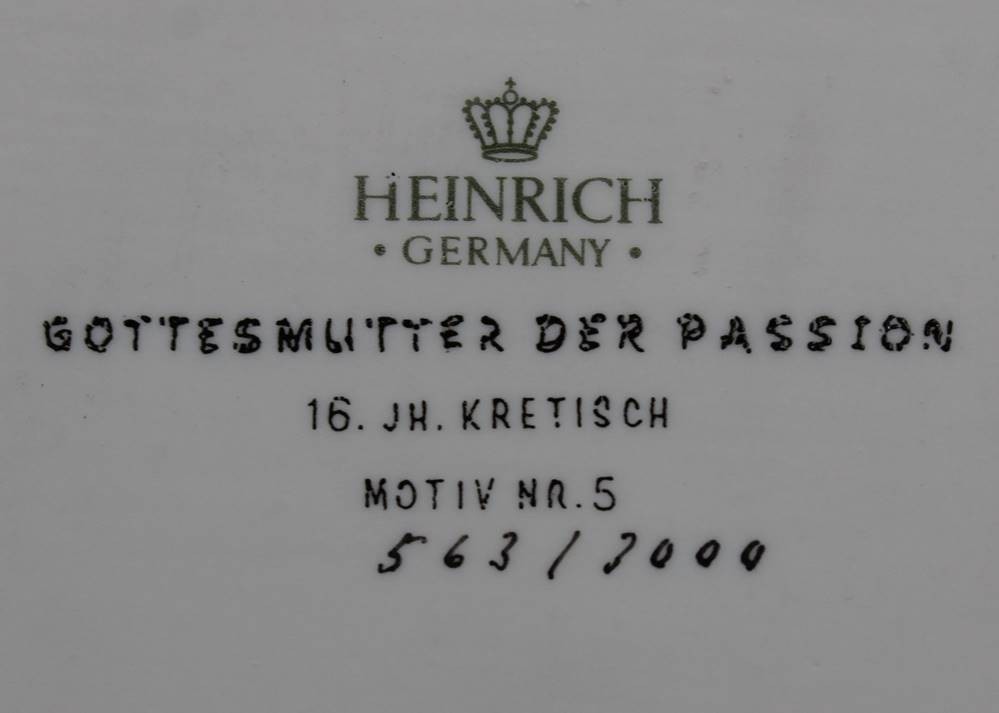 HEINRICH
• GERMANY •
GOTTESMUTTER DER PASSION
16. JH. KRETISCH
MOTIV NR. 5
563/3000